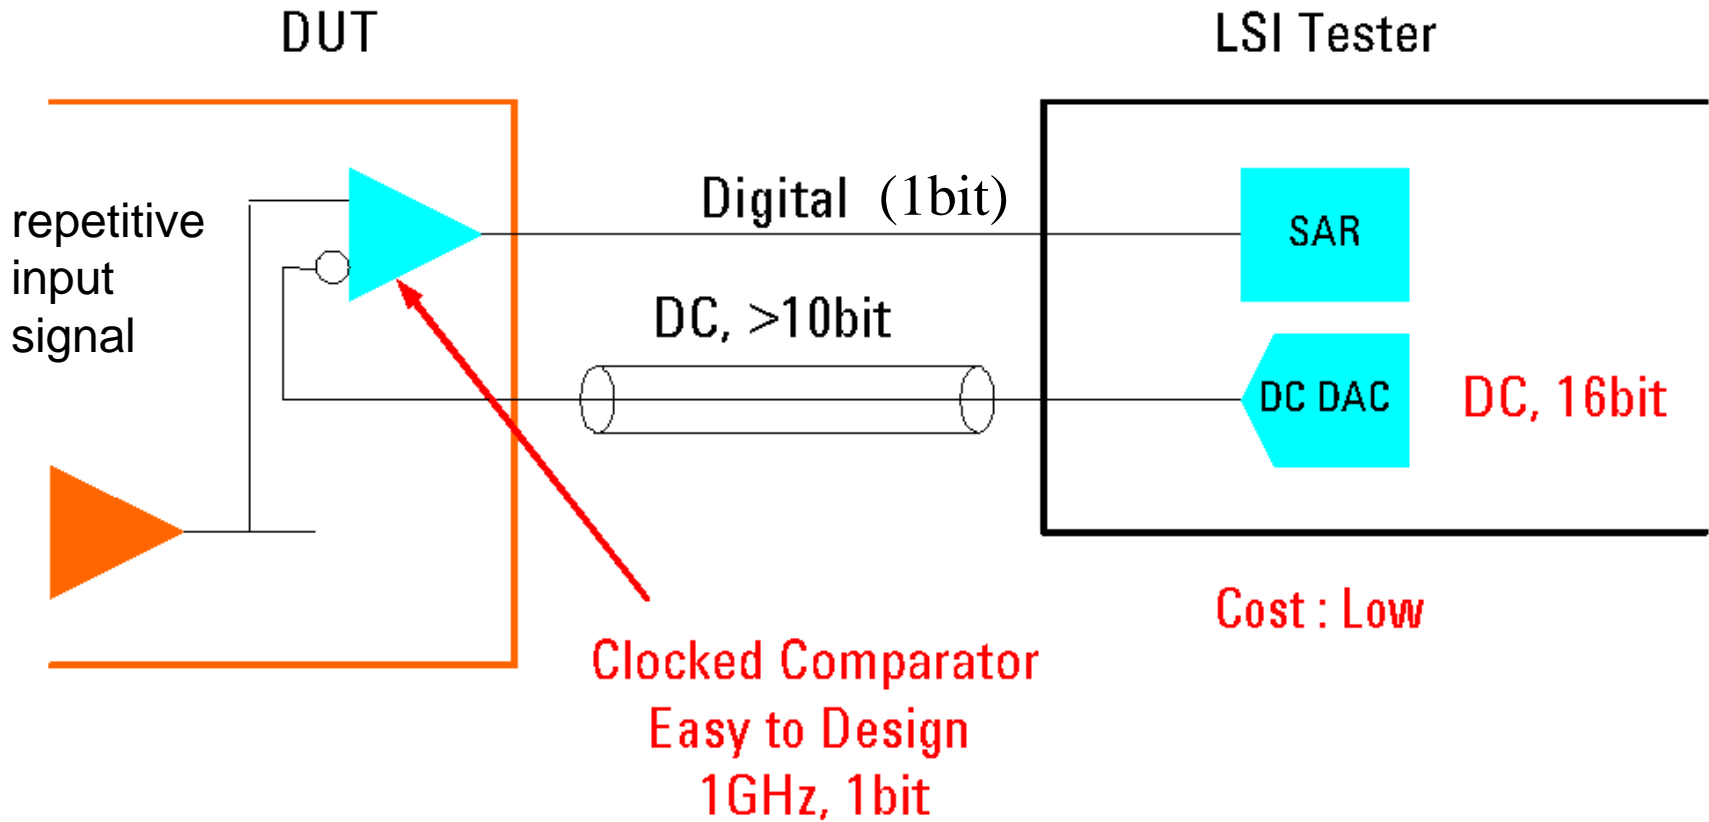 DUT
LSI Tester
repetitive
input
signal
Digital (1bit)
SAR
DC, >10bit
DC DAC
DC, 16bit
Cost : Low
Clocked Comparator
Easy to Design
1GHz, 1bit